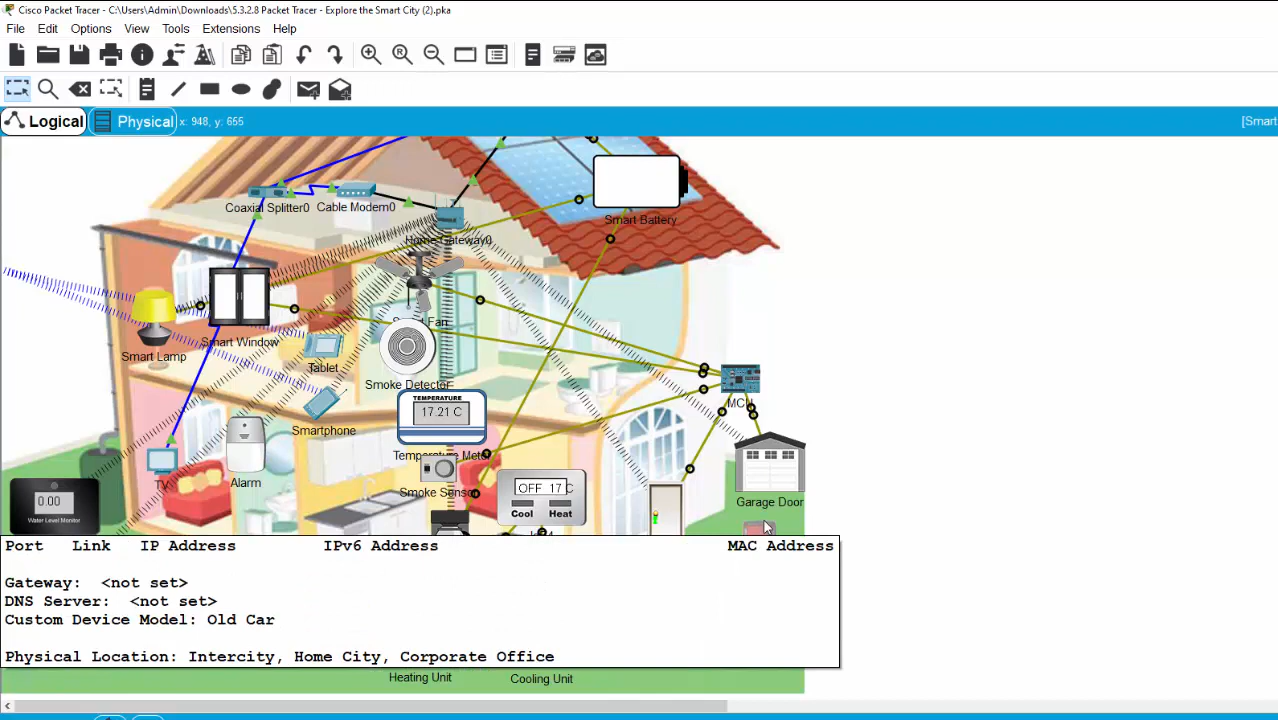 Cisco Packet Tracer - C:\Users\Admin\Downloads\5.3.2.8 Packet Tracer - Explore the Smart City (2).pka
File Edit Options View Tools Extensions Help
Logical Physical x: 948, y: 655 [Smart
Smart Battery
Coaxial Splitter0 Cable Modem0
Home Gateway0
Smart Lamp Smart Window Fan
Tablet
Smoke Detector
TEMPERATURE
17.21 C
MCU
Smartphone
Temperature Meter
TV Alarm
Smoke Sensor
OFF 17 C
Cool Heat
Garage Door
0.00
Water Level Monitor
Port Link IP Address IPv6 Address MAC Address
Gateway: <not set>
DNS Server: <not set>
Custom Device Model: Old Car
Physical Location: Intercity, Home City, Corporate Office
Heating Unit Cooling Unit